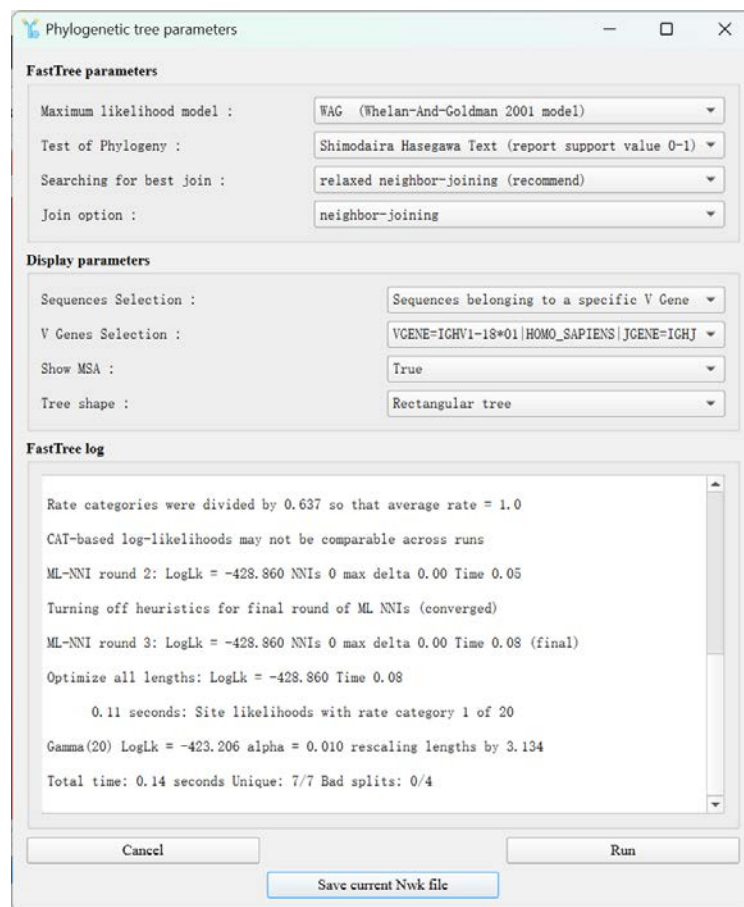 Phylogenetic tree parameters
FastTree parameters
Maximum likelihood model : WAG (Whelan-And-Goldman 2001 model)
Test of Phylogeny : Shimodaira Hasegawa Text (report support value 0-1)
Searching for best join : relaxed neighbor-joining (recommend)
Join option : neighbor-joining
Display parameters
Sequences Selection : Sequences belonging to a specific V Gene
V Genes Selection : VGENE=IGHV1-18*01|HOMO_SAPIENS|JGENE=IGHJ
Show MSA : True
Tree shape : Rectangular tree
FastTree log
Rate categories were divided by 0.637 so that average rate = 1.0
CAT-based log-likelihoods may not be comparable across runs
ML-NNI round 2: LogLk = -428.860 NNIs 0 max delta 0.00 Time 0.05
Turning off heuristics for final round of ML NNIs (converged)
ML-NNI round 3: LogLk = -428.860 NNIs 0 max delta 0.00 Time 0.08 (final)
Optimize all lengths: LogLk = -428.860 Time 0.08
0.11 seconds: Site likelihoods with rate category 1 of 20
Gamma(20) LogLk = -423.206 alpha = 0.010 rescaling lengths by 3.134
Total time: 0.14 seconds Unique: 7/7 Bad splits: 0/4
Cancel Run
Save current Nwk file